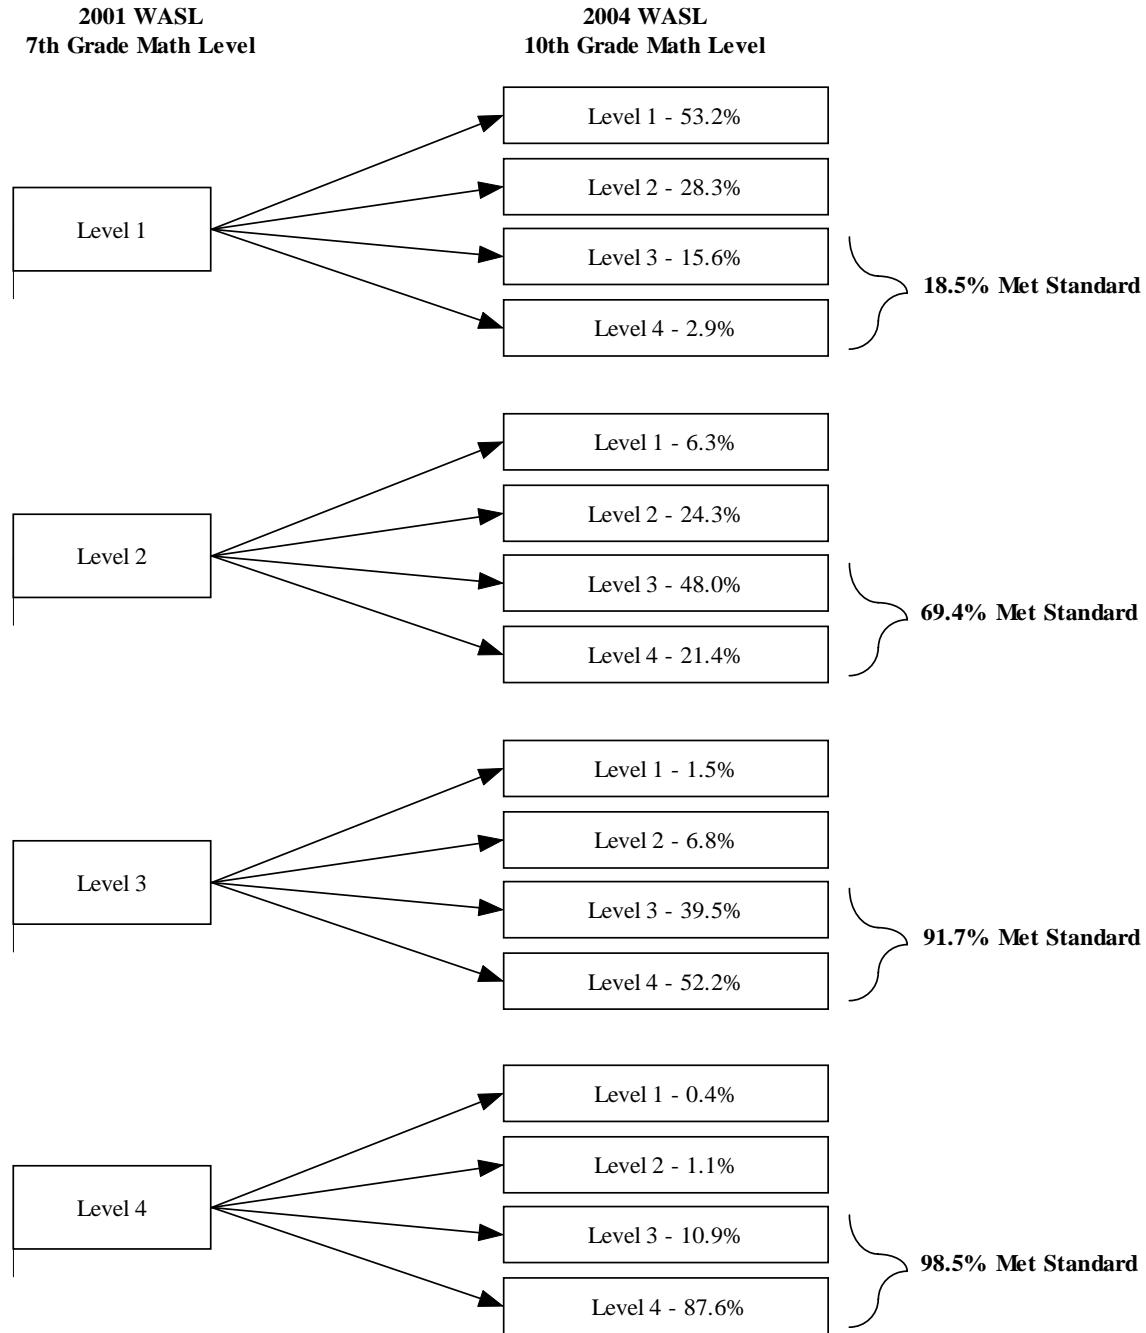 2001 WASL
7th Grade Math Level
2004 WASL
10th Grade Math Level
Level 1
Level 1 - 53.2%
Level 2 - 28.3%
Level 3 - 15.6%
Level 4 - 2.9%
18.5% Met Standard
Level 2
Level 1 - 6.3%
Level 2 - 24.3%
Level 3 - 48.0%
Level 4 - 21.4%
69.4% Met Standard
Level 3
Level 1 - 1.5%
Level 2 - 6.8%
Level 3 - 39.5%
Level 4 - 52.2%
91.7% Met Standard
Level 4
Level 1 - 0.4%
Level 2 - 1.1%
Level 3 - 10.9%
Level 4 - 87.6%
98.5% Met Standard